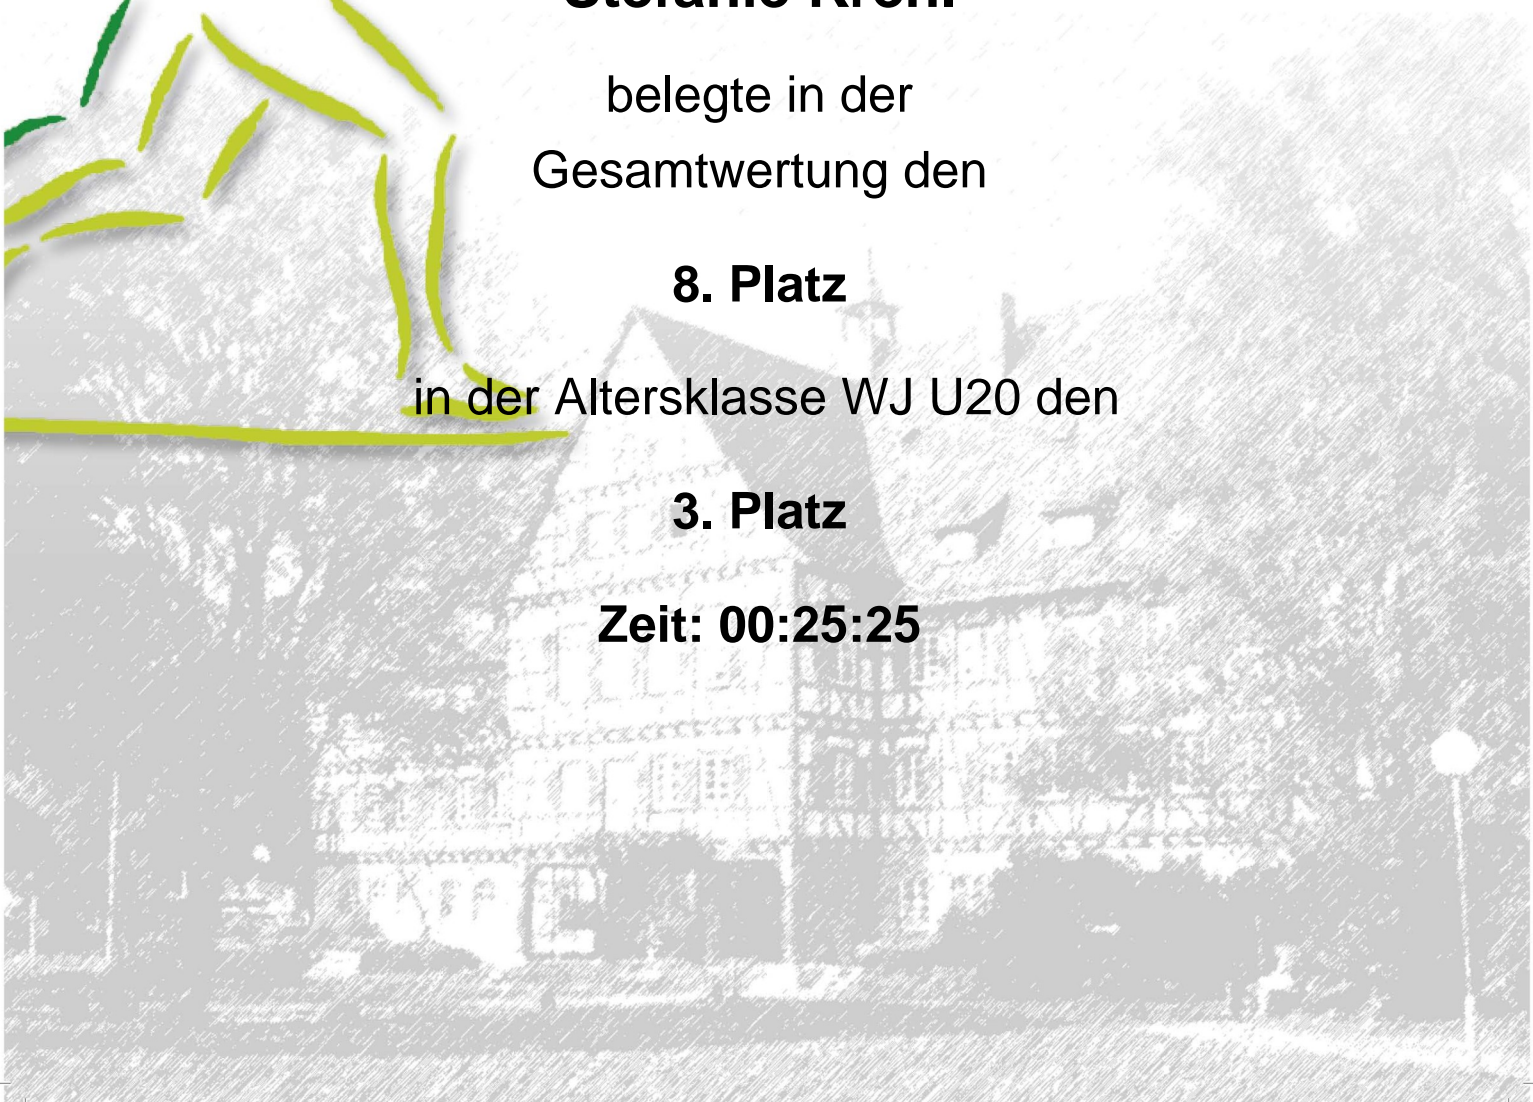 belegte in der
Gesamtwertung den
8. Platz
in der Altersklasse WJ U20 den
3. Platz
Zeit: 00:25:25